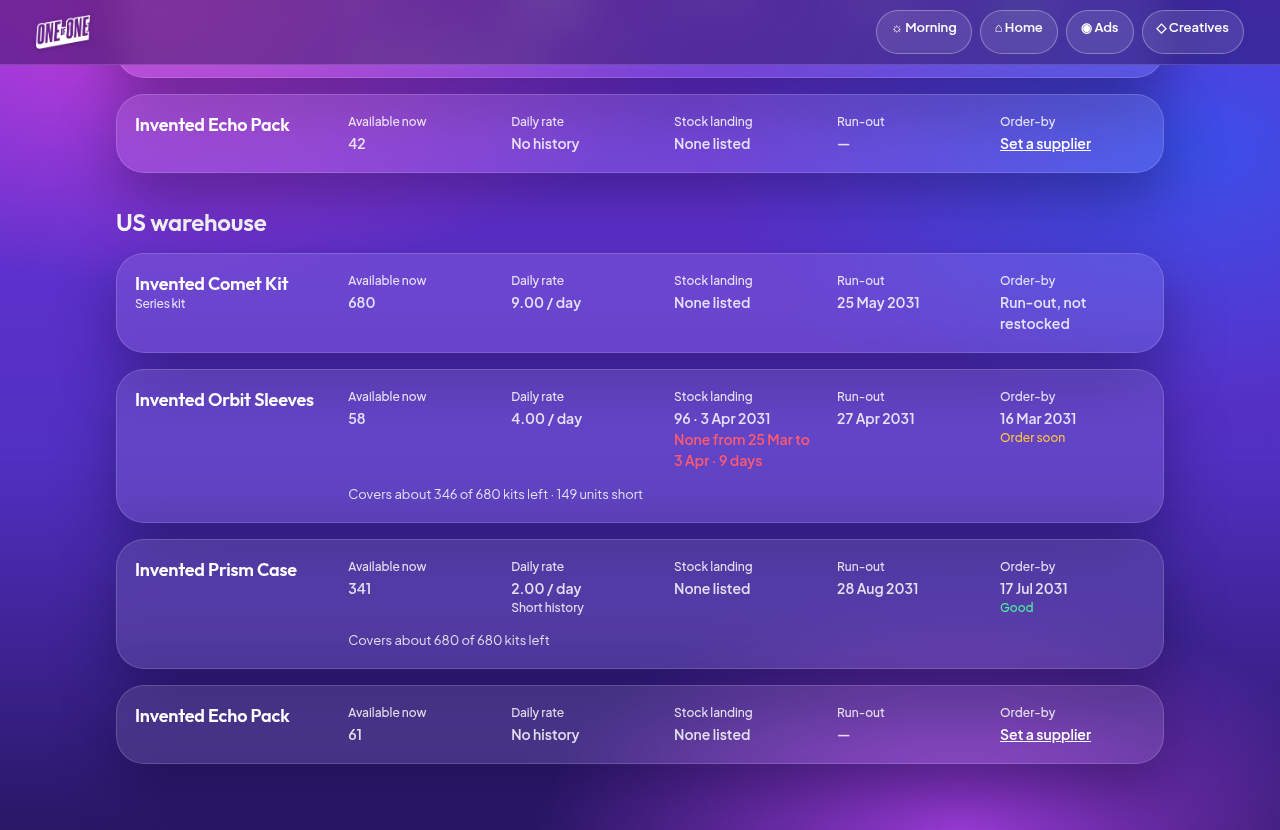 ONE OF ONE
☼ Morning
⌂ Home
◉ Ads
◇ Creatives
Invented Echo Pack
Available now
42
Daily rate
No history
Stock landing
None listed
Run-out
—
Order-by
Set a supplier
US warehouse
Invented Comet Kit
Series kit
Available now
680
Daily rate
9.00 / day
Stock landing
None listed
Run-out
25 May 2031
Order-by
Run-out, not
restocked
Invented Orbit Sleeves
Available now
58
Daily rate
4.00 / day
Stock landing
96 · 3 Apr 2031
None from 25 Mar to
3 Apr · 9 days
Run-out
27 Apr 2031
Order-by
16 Mar 2031
Order soon
Covers about 346 of 680 kits left · 149 units short
Invented Prism Case
Available now
341
Daily rate
2.00 / day
Short history
Stock landing
None listed
Run-out
28 Aug 2031
Order-by
17 Jul 2031
Good
Covers about 680 of 680 kits left
Invented Echo Pack
Available now
61
Daily rate
No history
Stock landing
None listed
Run-out
—
Order-by
Set a supplier